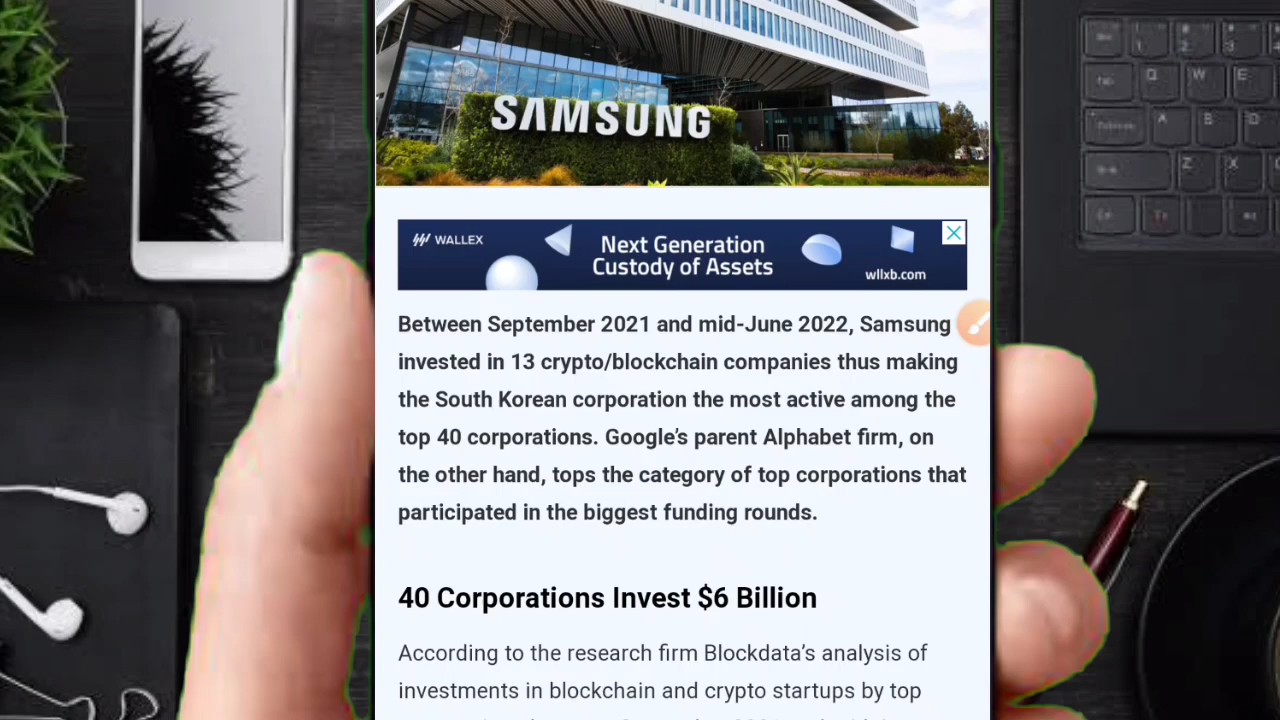 SAMSUNG
WALLEX
Next Generation
Custody of Assets
wllxb.com
Between September 2021 and mid-June 2022, Samsung
invested in 13 crypto/blockchain companies thus making
the South Korean corporation the most active among the
top 40 corporations. Google’s parent Alphabet firm, on
the other hand, tops the category of top corporations that
participated in the biggest funding rounds.
40 Corporations Invest $6 Billion
According to the research firm Blockdata’s analysis of
investments in blockchain and crypto startups by top